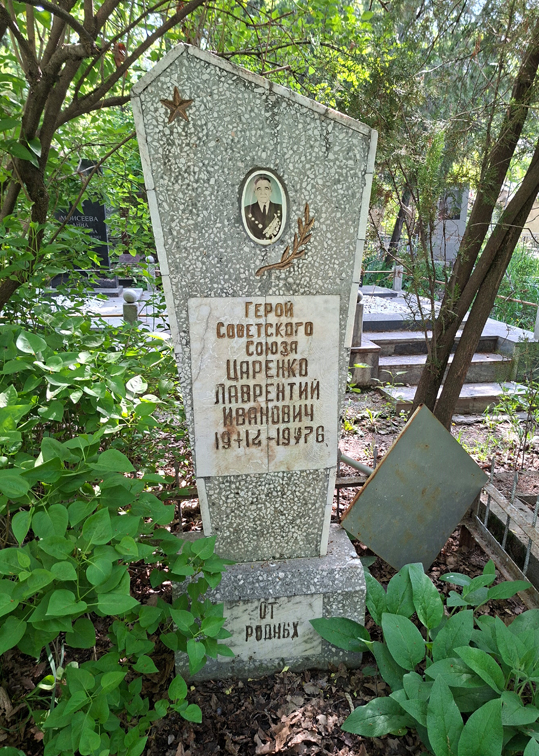 Герой
Советского
Союза
Царенко
Лаврентий
Иванович
1912-1976
От
родных